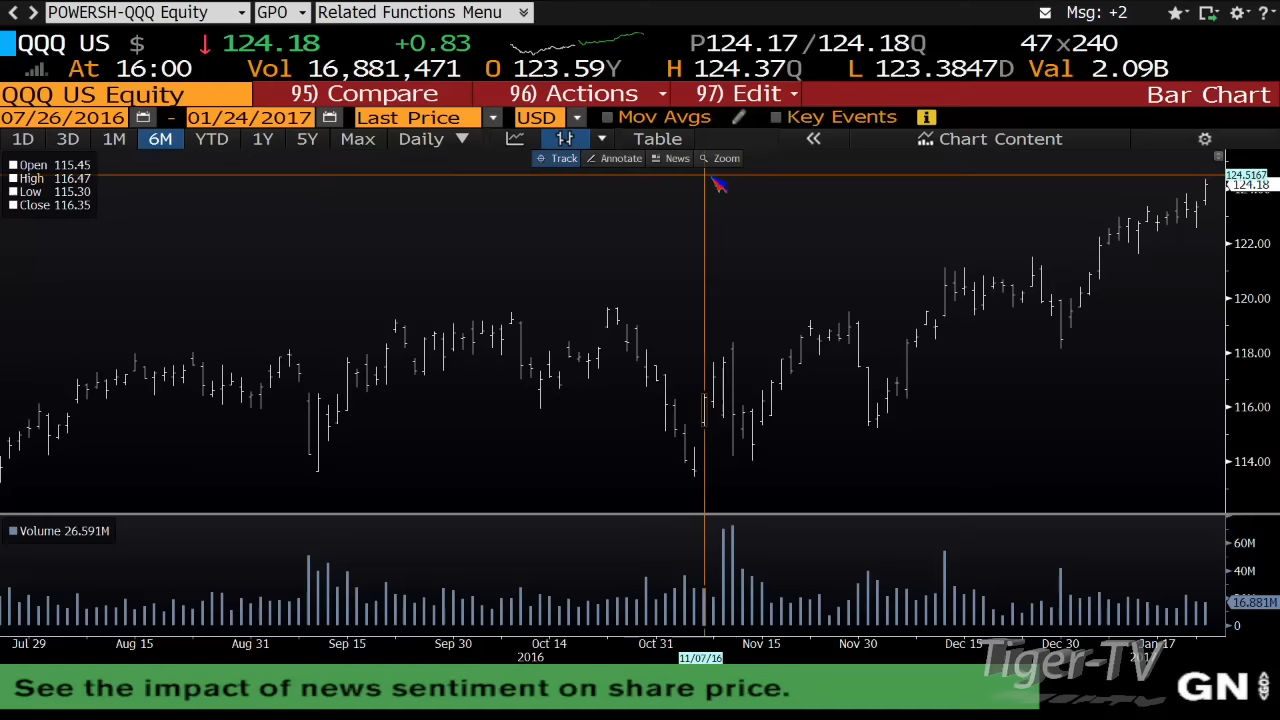 POWERSH-QQQ Equity GPO Related Functions Menu Msg: +2
QQQ US $ ↓ 124.18 +0.83 P124.17/124.18Q 47x240
At 16:00 Vol 16,881,471 O 123.59Y H 124.37Q L 123.3847D Val 2.09B
QQQ US Equity 95) Compare 96) Actions 97) Edit Bar Chart
07/26/2016 - 01/24/2017 Last Price USD Mov Avgs Key Events
1D 3D 1M 6M YTD 1Y 5Y Max Daily ▼ Table « Chart Content
Track Annotate News Zoom
Open 115.45
High 116.47
Low 115.30
Close 116.35
124.5167
124.18
122.00
120.00
118.00
116.00
114.00
Volume 26.591M
60M
40M
16.881M
0
Jul 29 Aug 15 Aug 31 Sep 15 Sep 30 Oct 14 Oct 31 Nov 15 Nov 30 Dec 15 Dec 30 Jan 17
2016 11/07/16
Tiger-TV
See the impact of news sentiment on share price.
GN